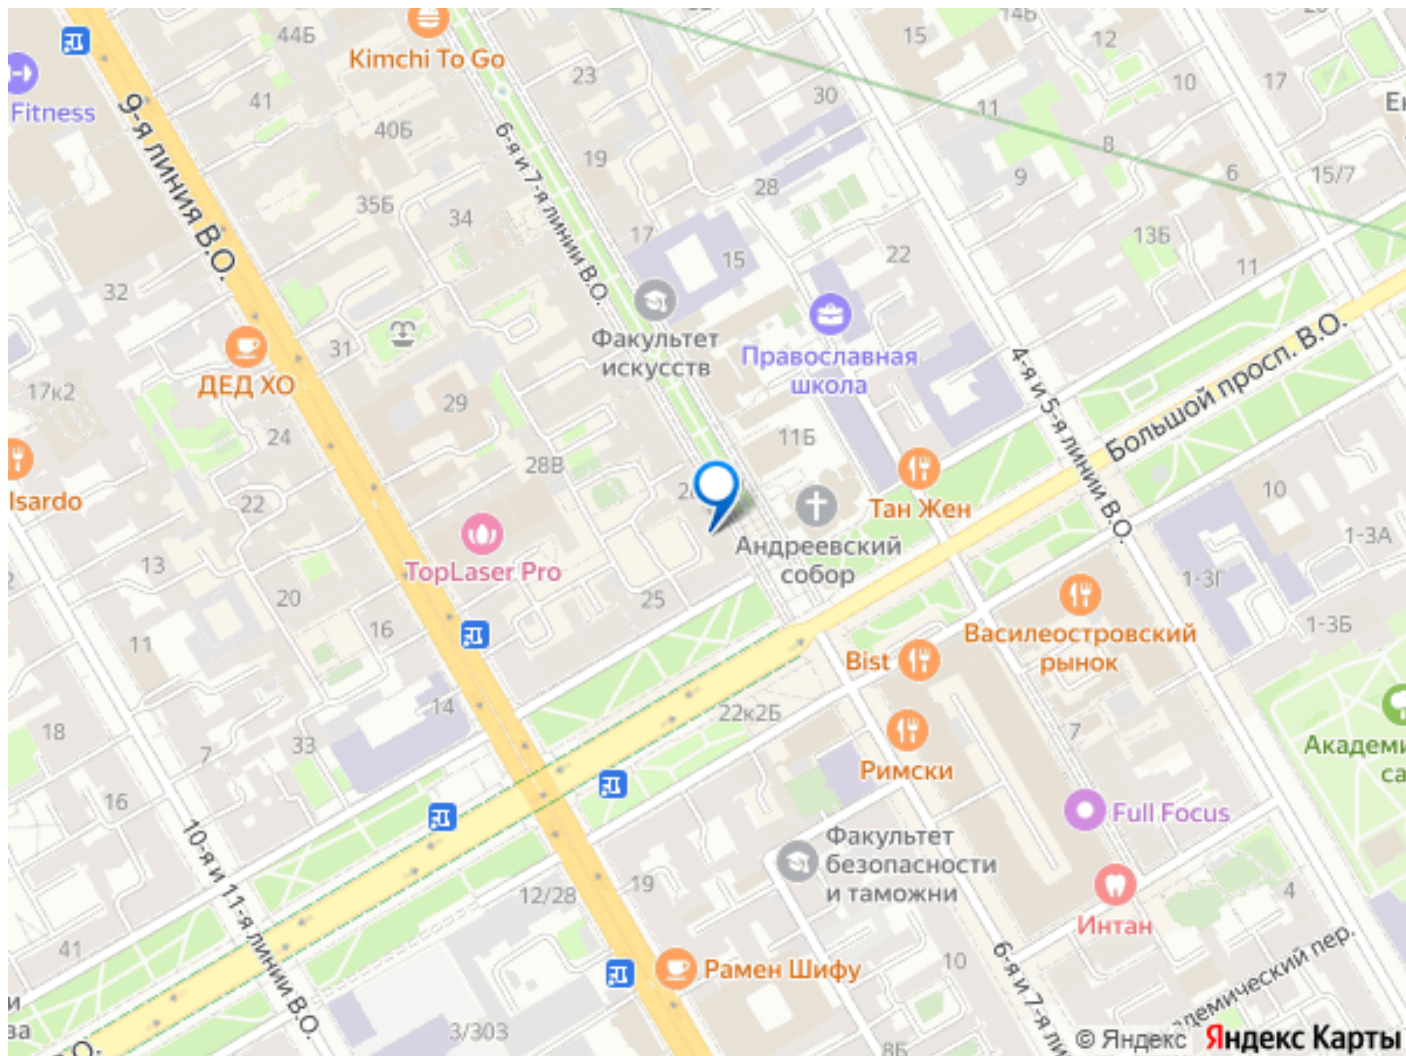 44Б
Kimchi To Go
15
14Б
12
23
10
17
Fitness
41
30
11
40Б
9-я линия В.О.
6-я и 7-я линии В.О.
19
8
9
6
15/7
28
35Б
34
17
15
22
13Б
11
32
Факультет
искусств
Православная
школа
31
ДЕД ХО
17к2
29
4-я и 5-я линии В.О.
Большой просп. В.О.
24
11Б
28В
Isardo
22
Тан Жен
10
TopLaser Pro
Андреевский
собор
1-3А
13
20
25
1-3Г
16
11
1-3Б
Василеостровский
рынок
Bist
14
22к2Б
18
7
33
7
Римски
16
Full Focus
10-я и 11-я линии В.О.
Факультет
безопасности
и таможни
19
12/28
4
Интан
41
Рамен Шифу
10
6-я и 7-я ли
3/303
8Б
© Яндекс Яндекс Карты